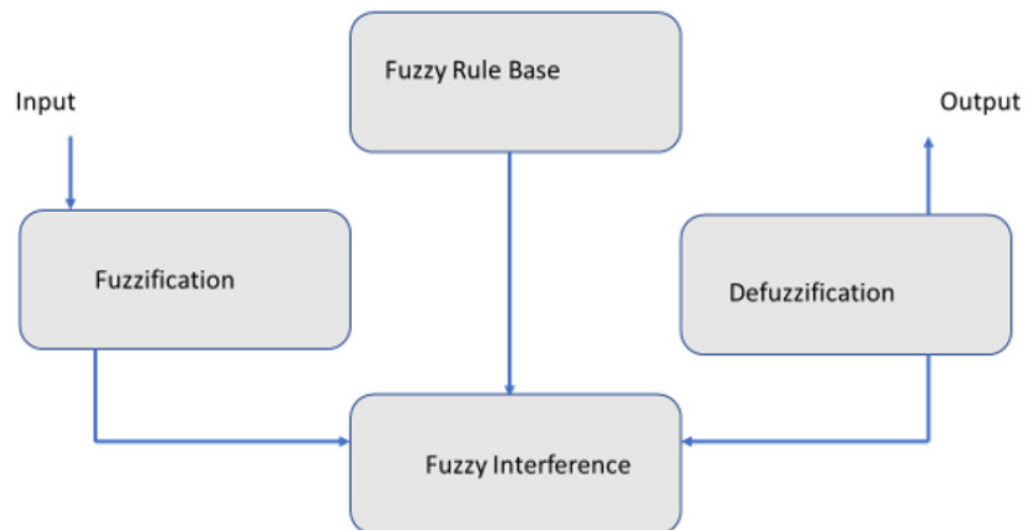 Fuzzy Rule Base
Input
Output
Fuzzification
Defuzzification
Fuzzy Interference